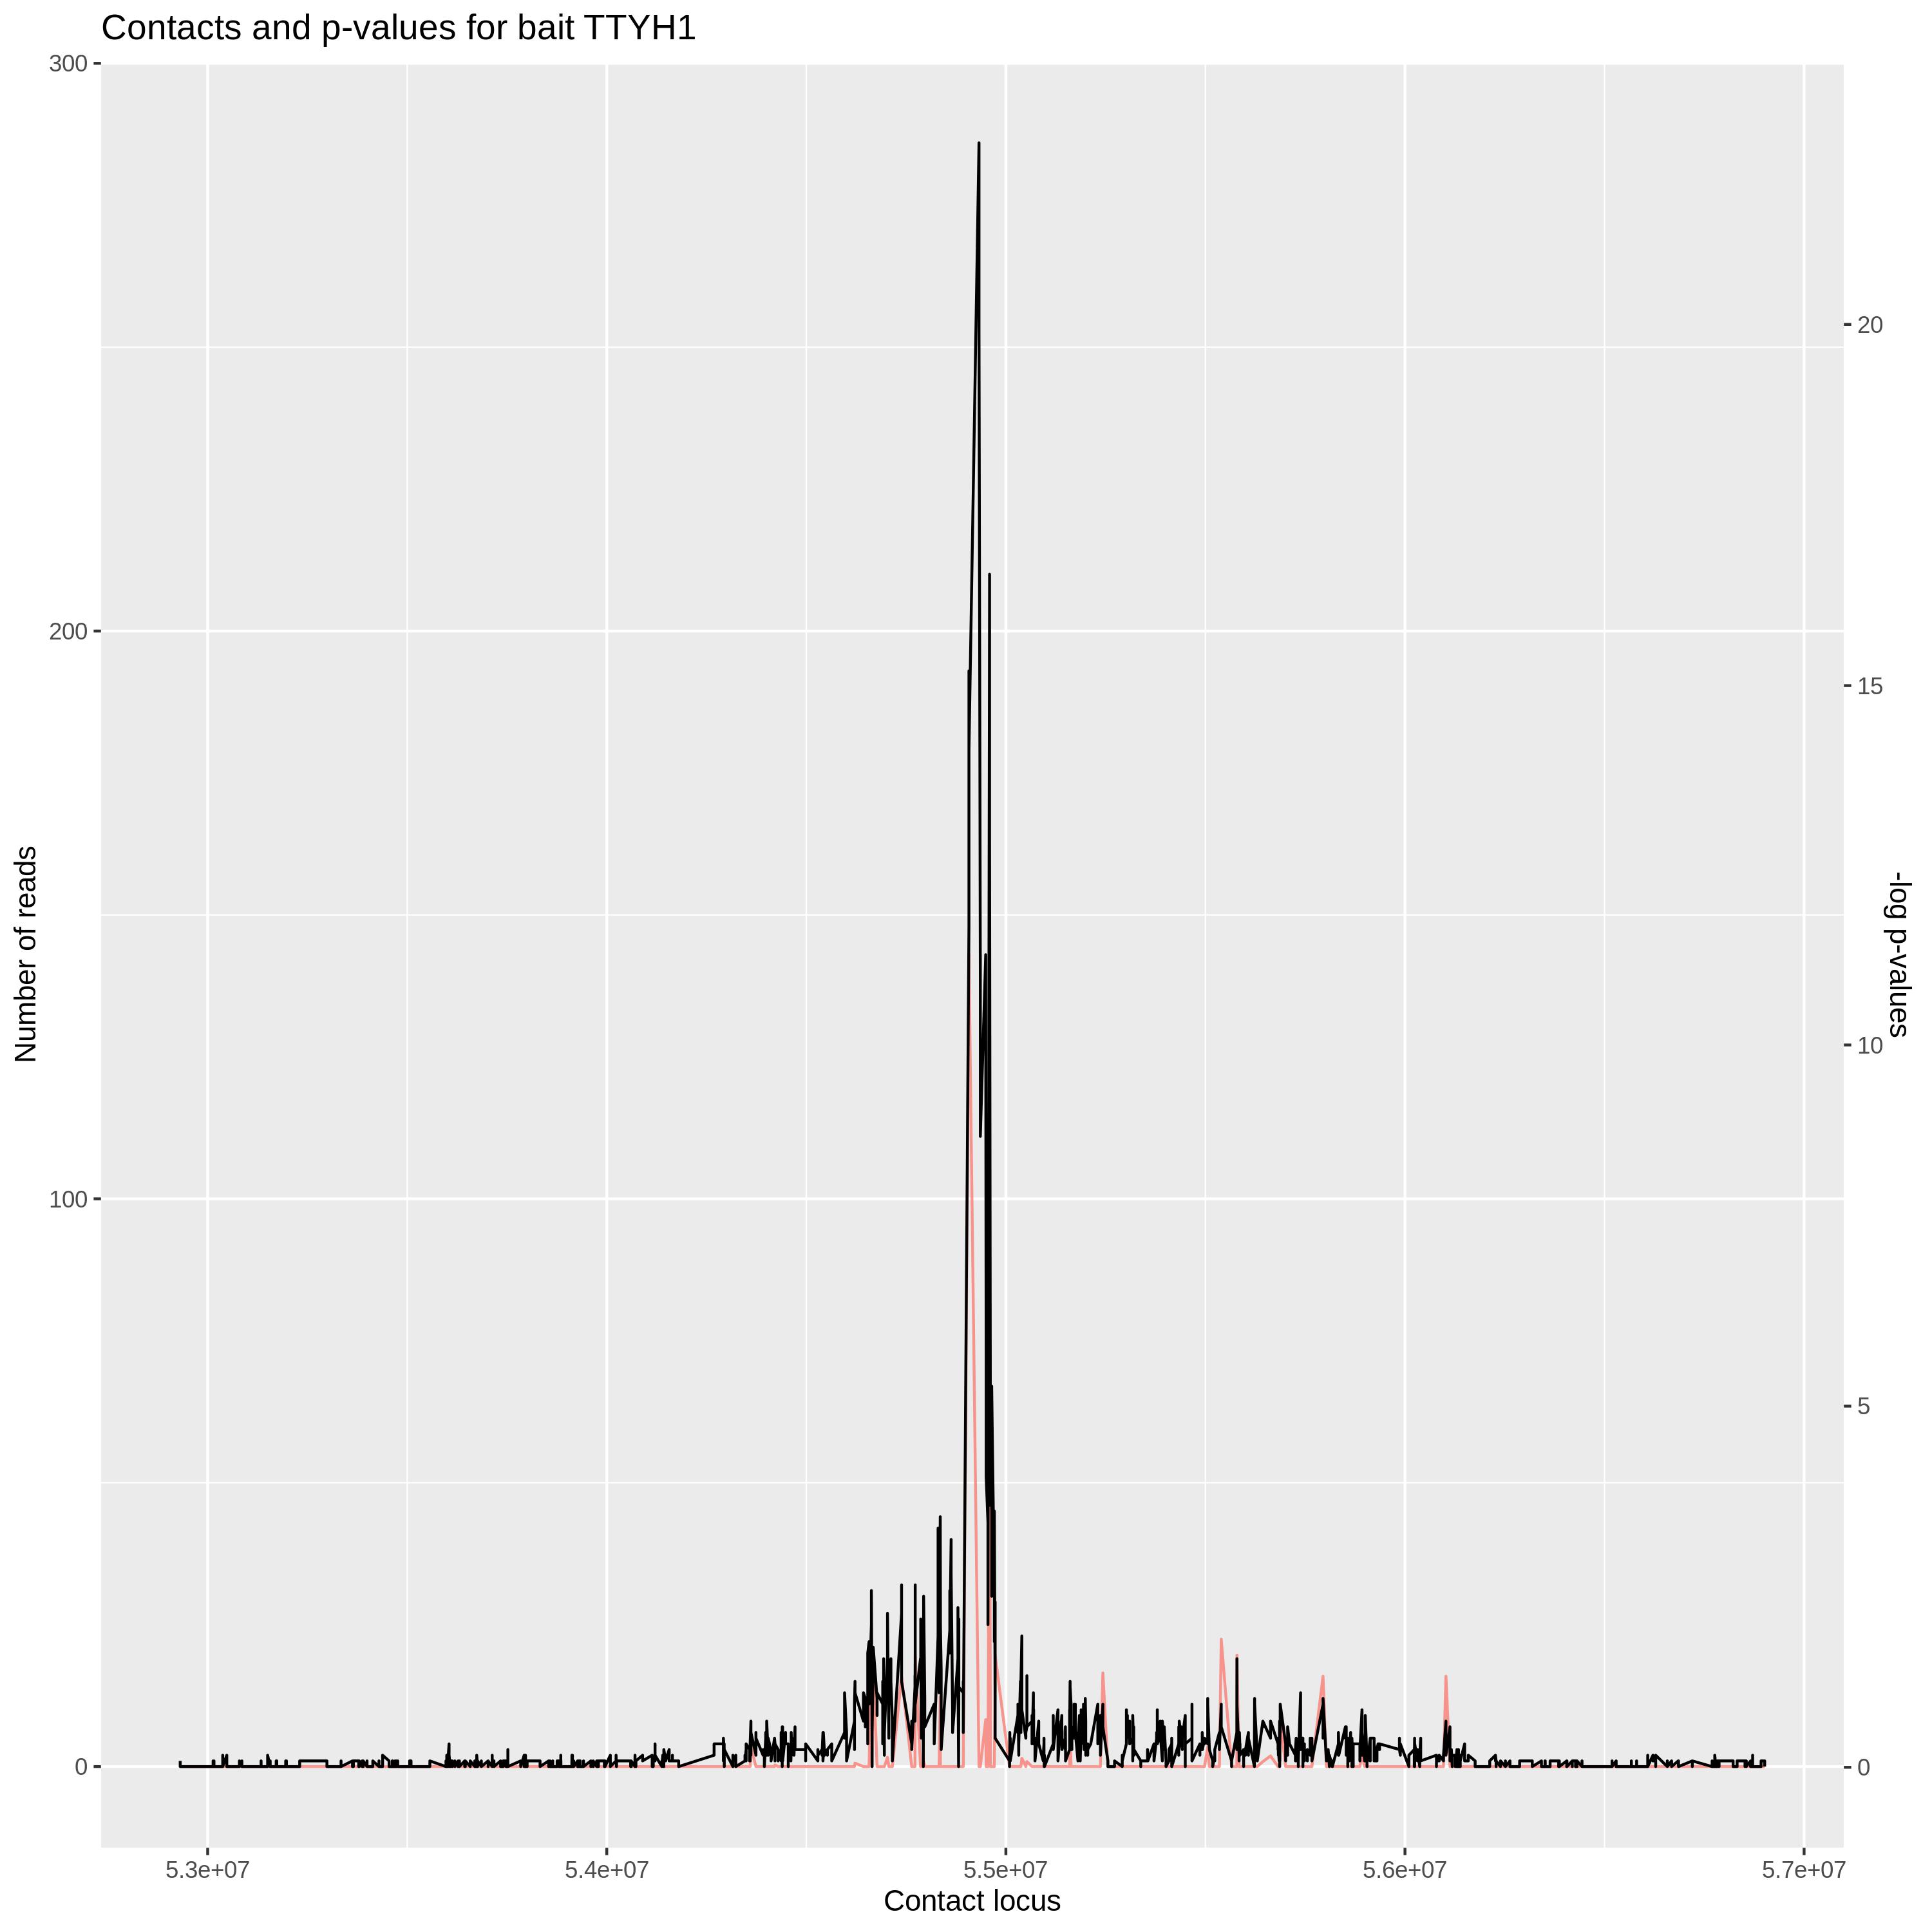 Contacts and p-values for bait TTYH1
300
200
100
0
Number of reads
20
15
10
5
0
-log p-values
5.3e+07
5.4e+07
5.5e+07
5.6e+07
5.7e+07
Contact locus